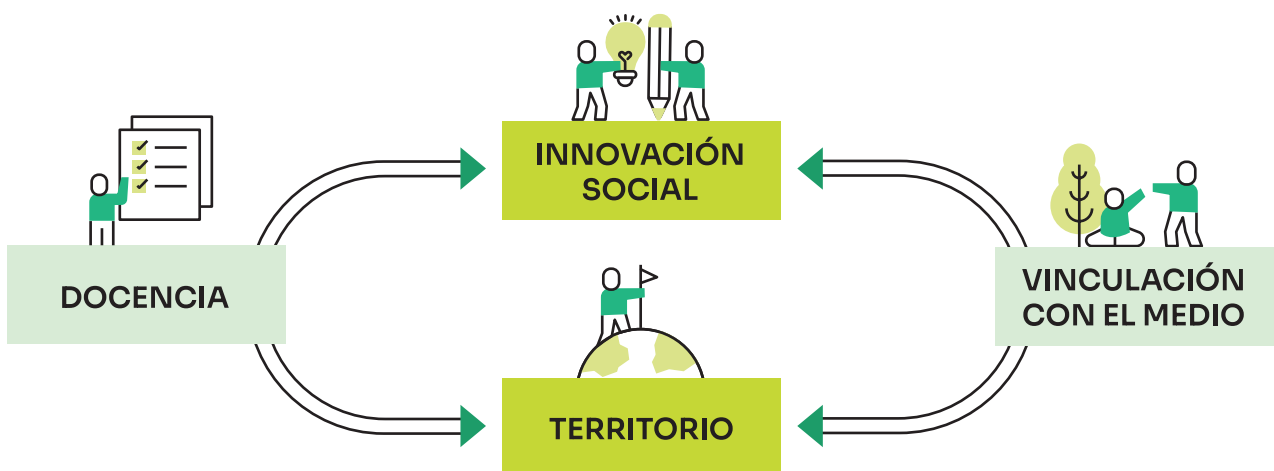 INNOVACIÓN
SOCIAL
DOCENCIA
VINCULACIÓN
CON EL MEDIO
TERRITORIO